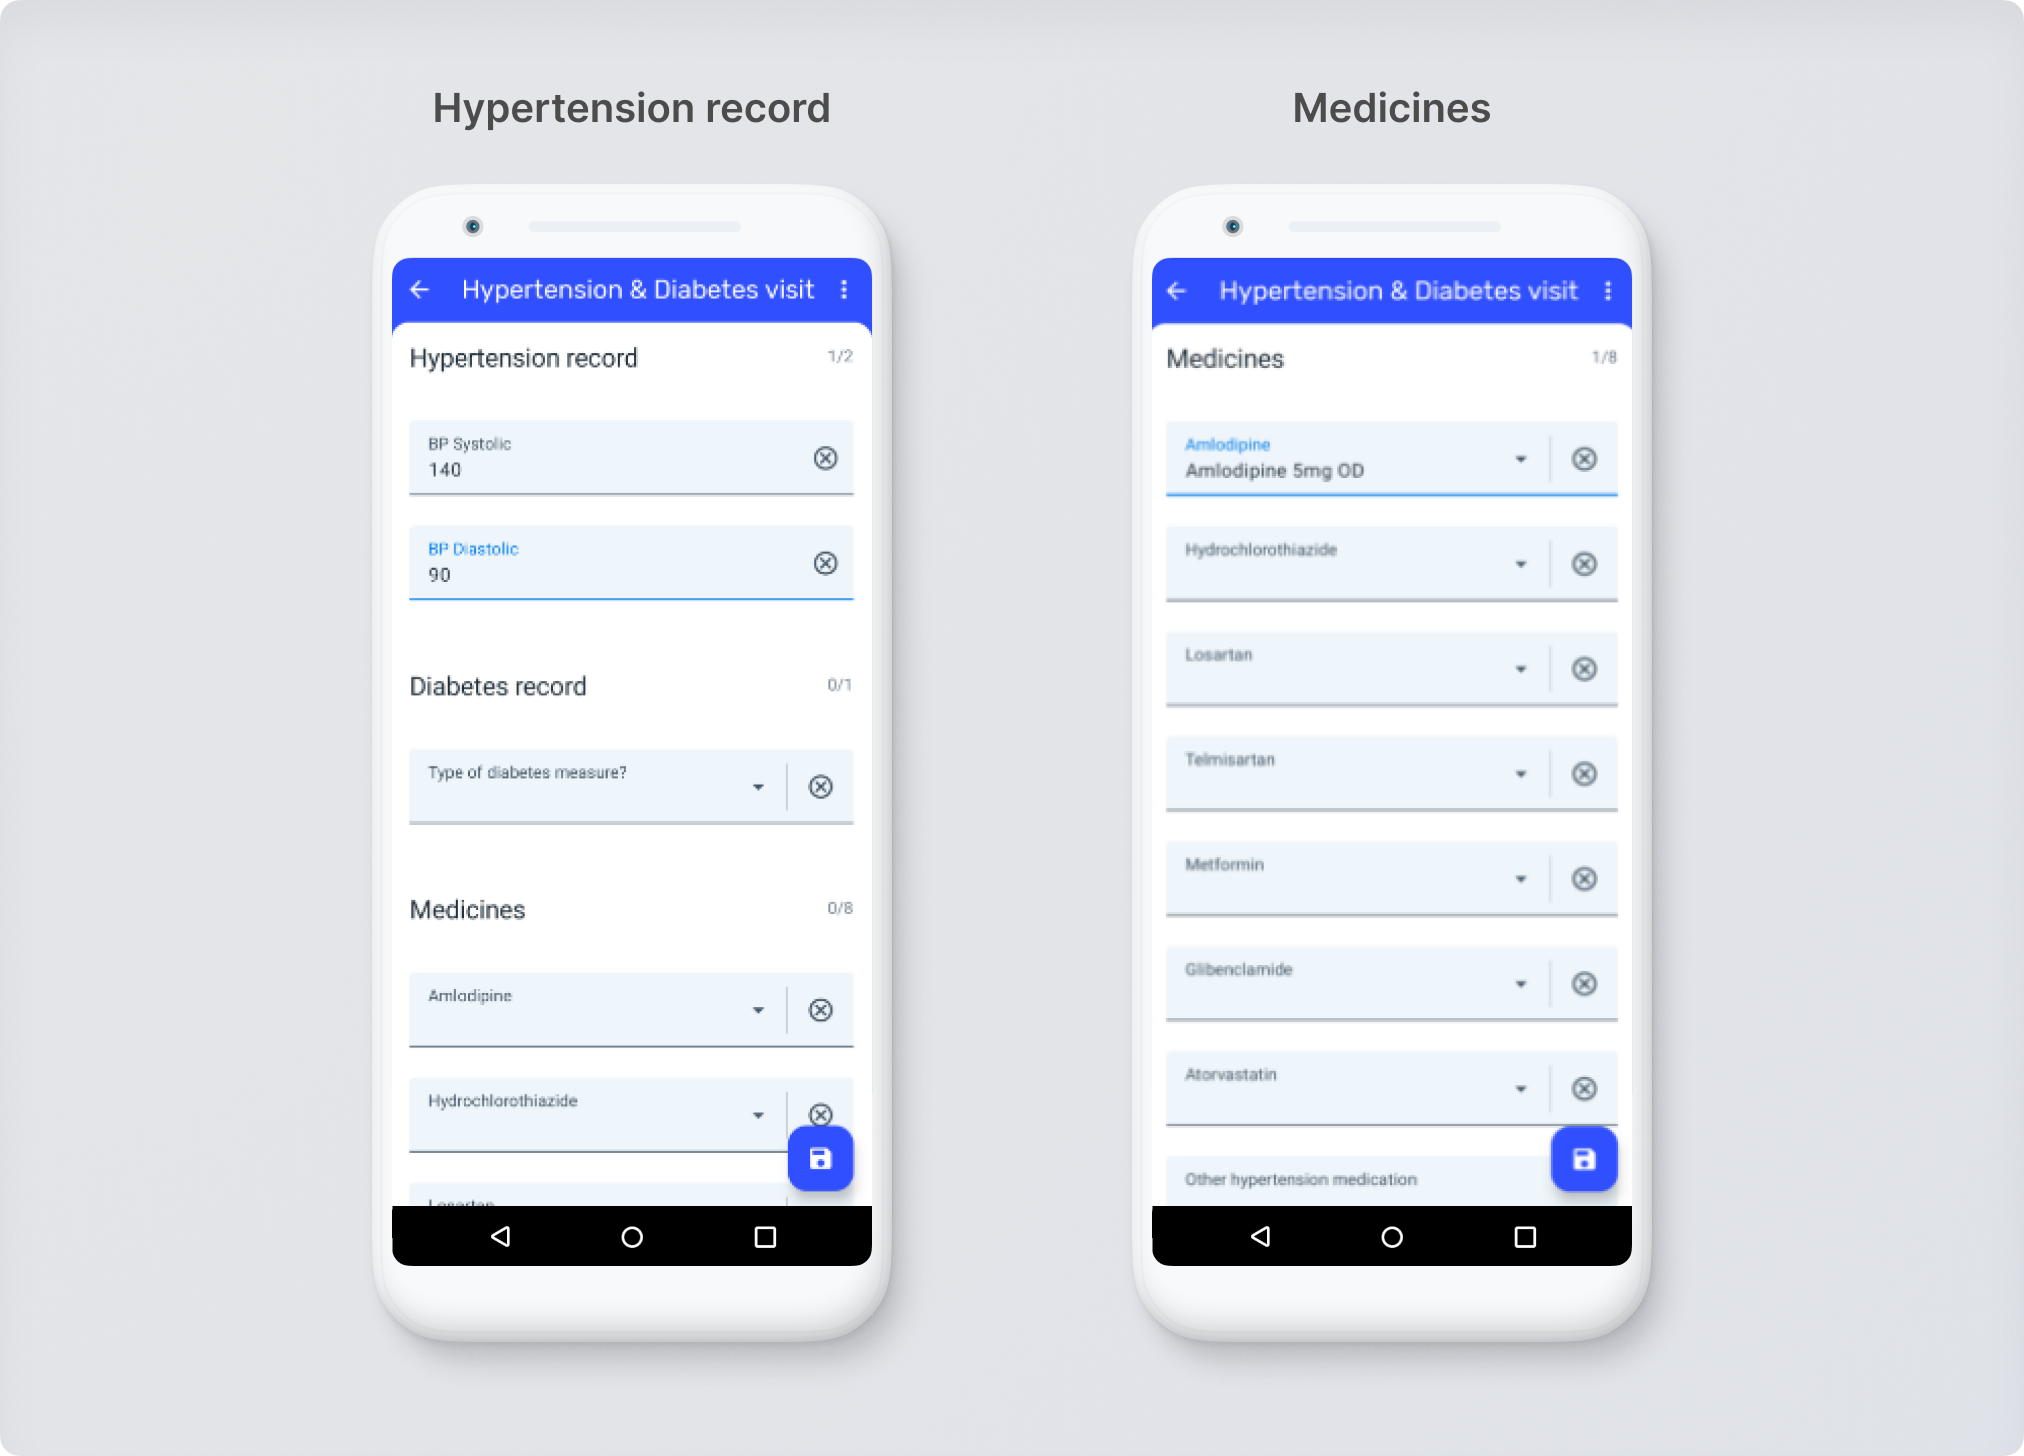 Hypertension record
Hypertension & Diabetes visit
Hypertension record 1/2
BP Systolic
140
BP Diastolic
90
Diabetes record 0/1
Type of diabetes measure?
Medicines 0/8
Amlodipine
Hydrochlorothiazide
Losartan
Medicines
Hypertension & Diabetes visit
Medicines 1/8
Amlodipine
Amlodipine 5mg OD
Hydrochlorothiazide
Losartan
Telmisartan
Metformin
Glibenclamide
Atorvastatin
Other hypertension medication